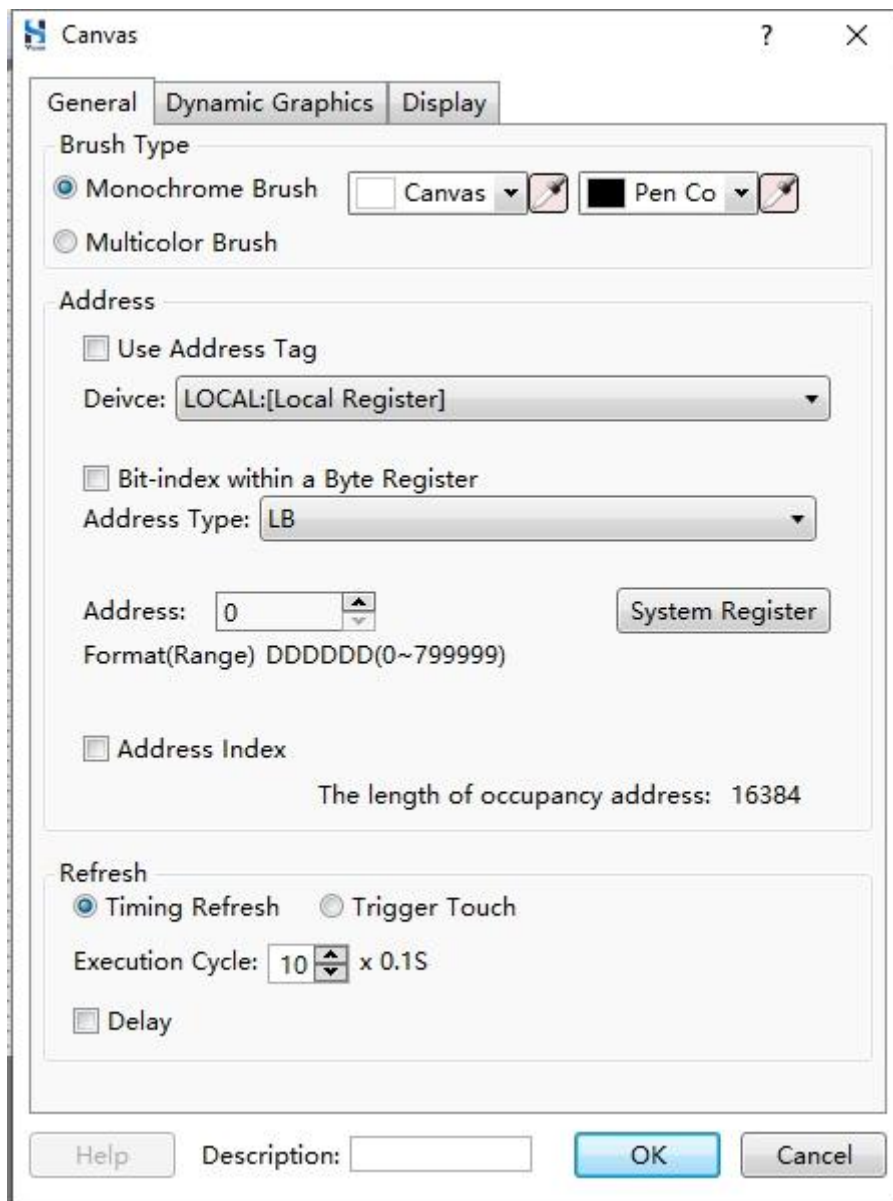 Canvas
General Dynamic Graphics Display
Brush Type
Monochrome Brush Canvas Pen Co
Multicolor Brush
Address
Use Address Tag
Deivce: LOCAL:[Local Register]
Bit-index within a Byte Register
Address Type: LB
Address: 0 System Register
Format(Range) DDDDDD(0~799999)
Address Index
The length of occupancy address: 16384
Refresh
Timing Refresh Trigger Touch
Execution Cycle: 10 x 0.1S
Delay
Help Description: OK Cancel